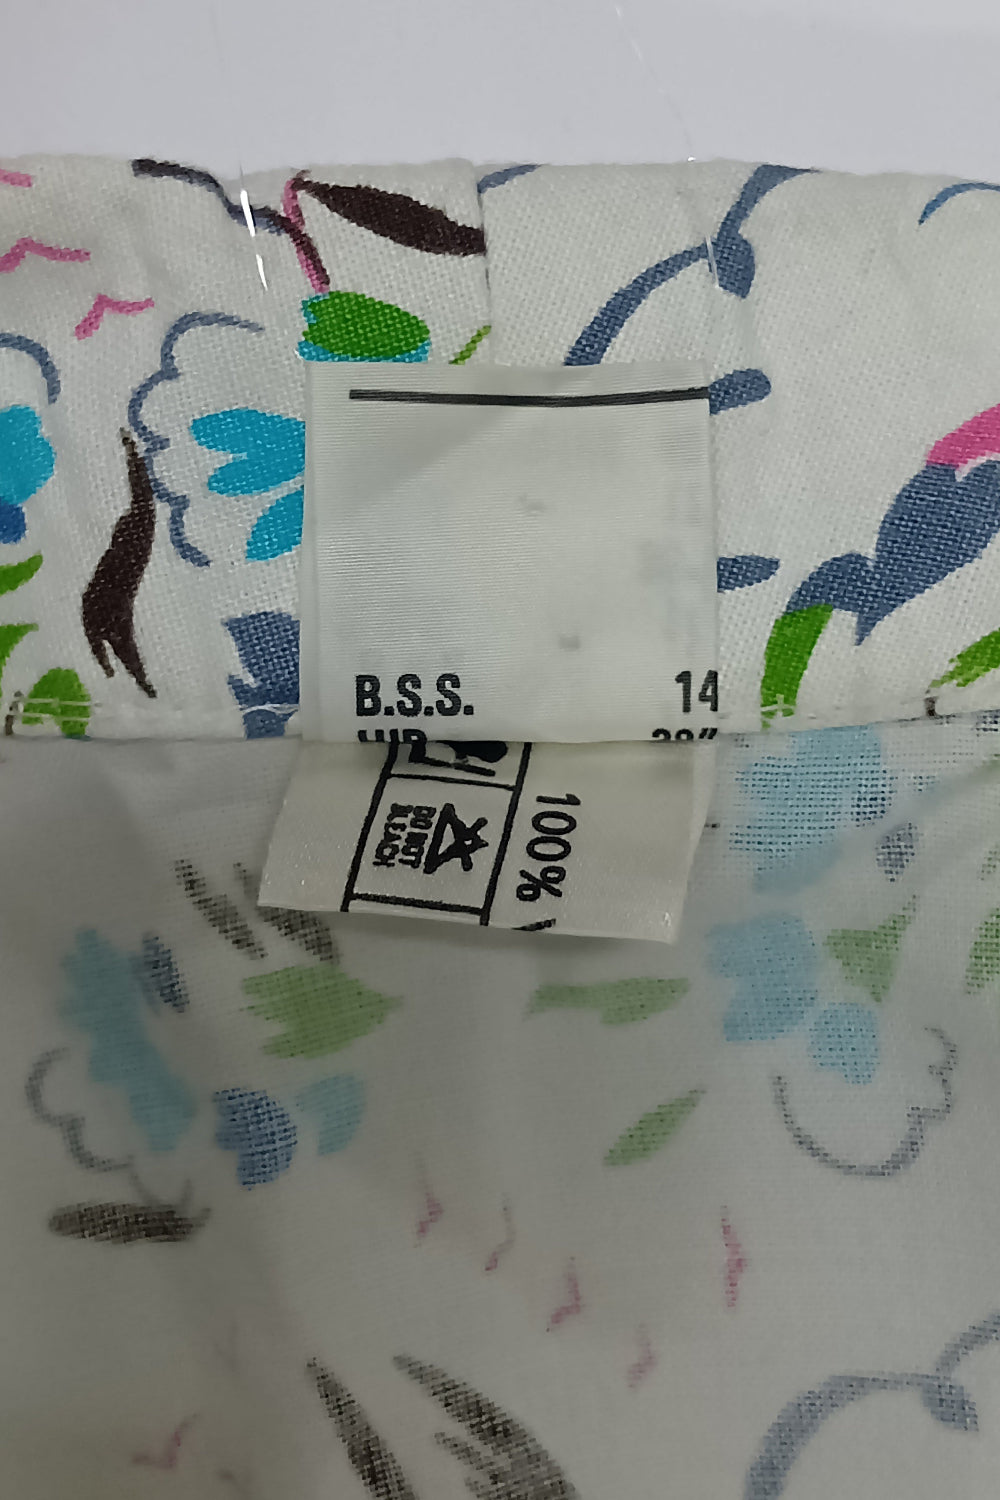 B.S.S. 14
DO NOT
BLEACH
100%